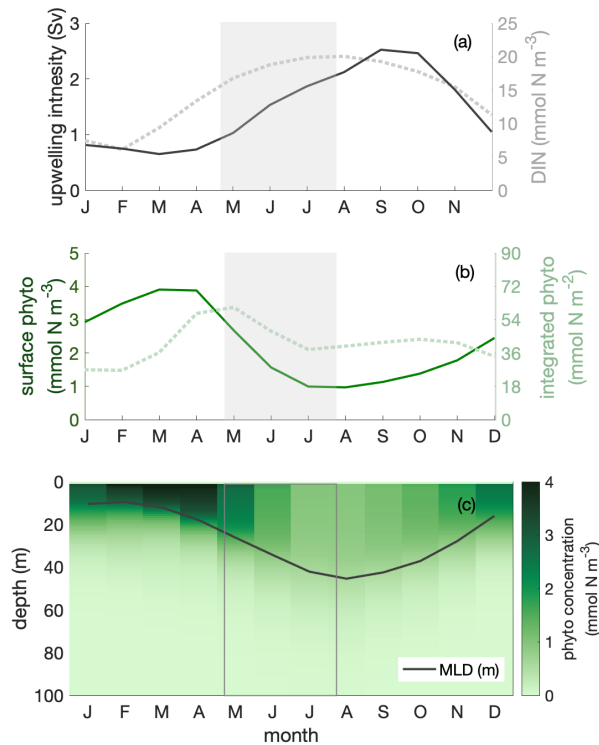 (a)
upwelling intnesity (Sv)
3
2
1
0
25
20
15
10
5
0
DIN (mmol N m-3)
J F M A M J J A S O N
(b)
surface phyto
(mmol N m-3)
5
4
3
2
1
0
90
72
54
36
18
0
integrated phyto
(mmol N m-2)
J F M A M J J A S O N D
(c)
depth (m)
0
20
40
60
80
100
MLD (m)
4
3
2
1
0
phyto concentration
(mmol N m-3)
J F M A M J J A S O N D
month